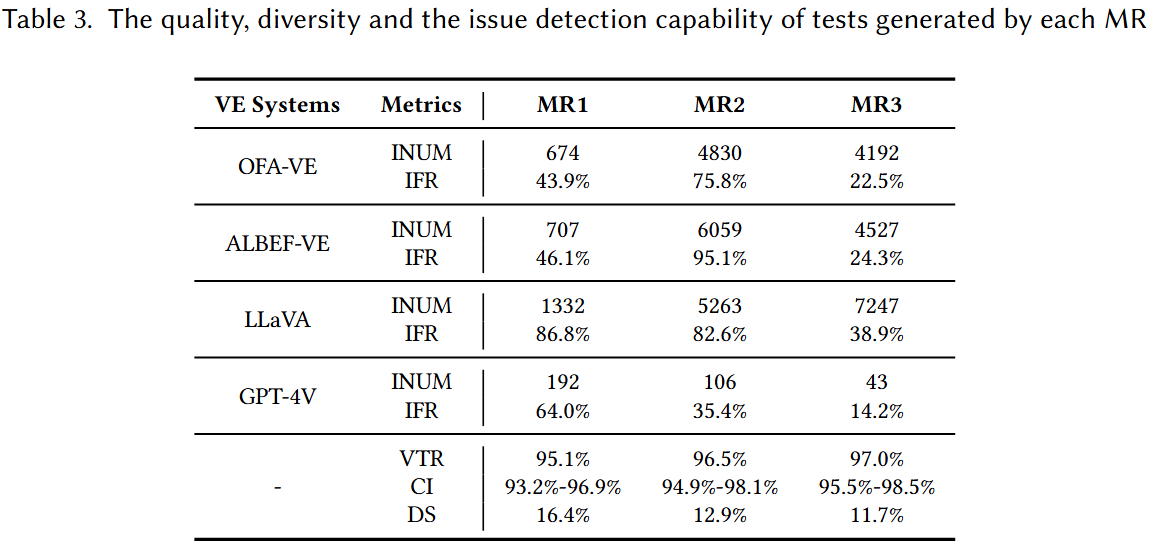 Table 3. The quality, diversity and the issue detection capability of tests generated by each MR
VE Systems Metrics MR1 MR2 MR3
OFA-VE
INUM 674 4830 4192
IFR 43.9% 75.8% 22.5%
ALBEF-VE
INUM 707 6059 4527
IFR 46.1% 95.1% 24.3%
LLaVA
INUM 1332 5263 7247
IFR 86.8% 82.6% 38.9%
GPT-4V
INUM 192 106 43
IFR 64.0% 35.4% 14.2%
-
VTR 95.1% 96.5% 97.0%
CI 93.2%-96.9% 94.9%-98.1% 95.5%-98.5%
DS 16.4% 12.9% 11.7%